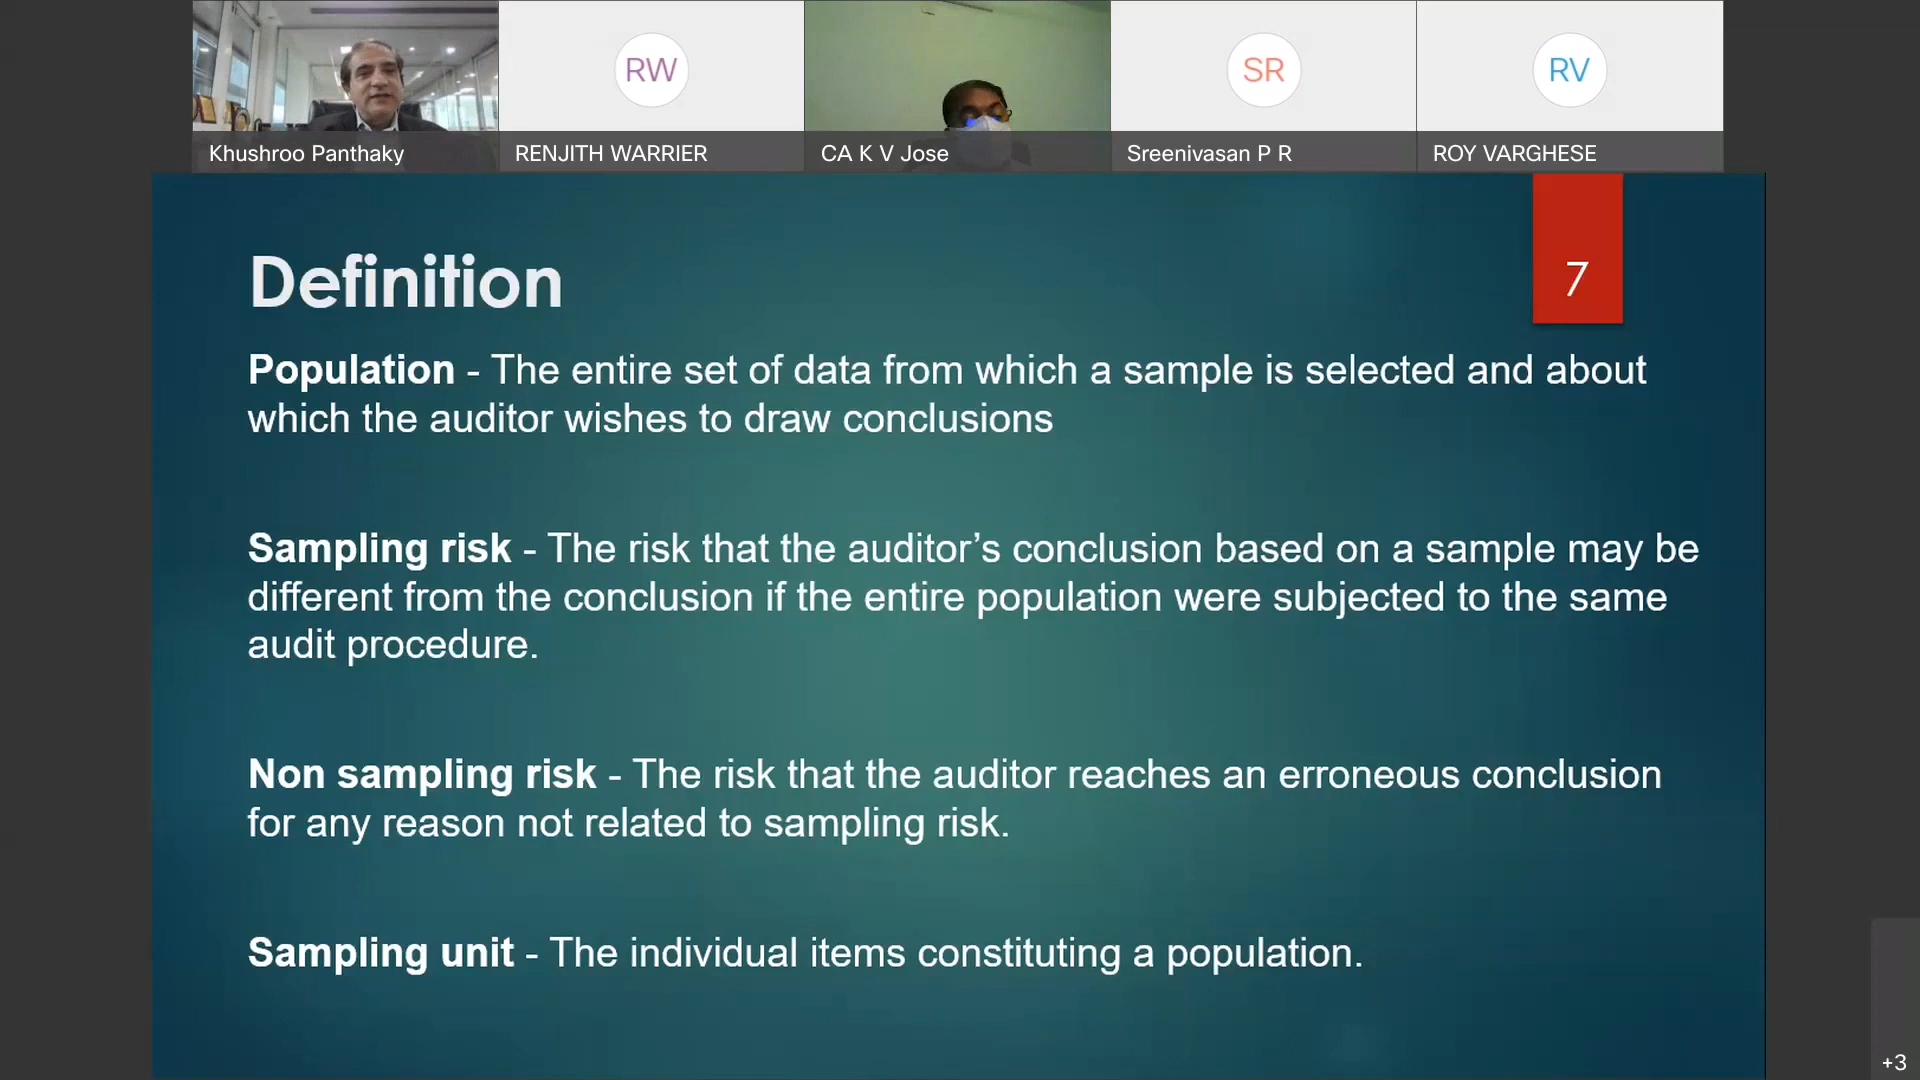 RW
SR
RV
Khushroo Panthaky
RENJITH WARRIER
CA K V Jose
Sreenivasan P R
ROY VARGHESE
7
Definition
Population - The entire set of data from which a sample is selected and about
which the auditor wishes to draw conclusions
Sampling risk - The risk that the auditor’s conclusion based on a sample may be
different from the conclusion if the entire population were subjected to the same
audit procedure.
Non sampling risk - The risk that the auditor reaches an erroneous conclusion
for any reason not related to sampling risk.
Sampling unit - The individual items constituting a population.
+3